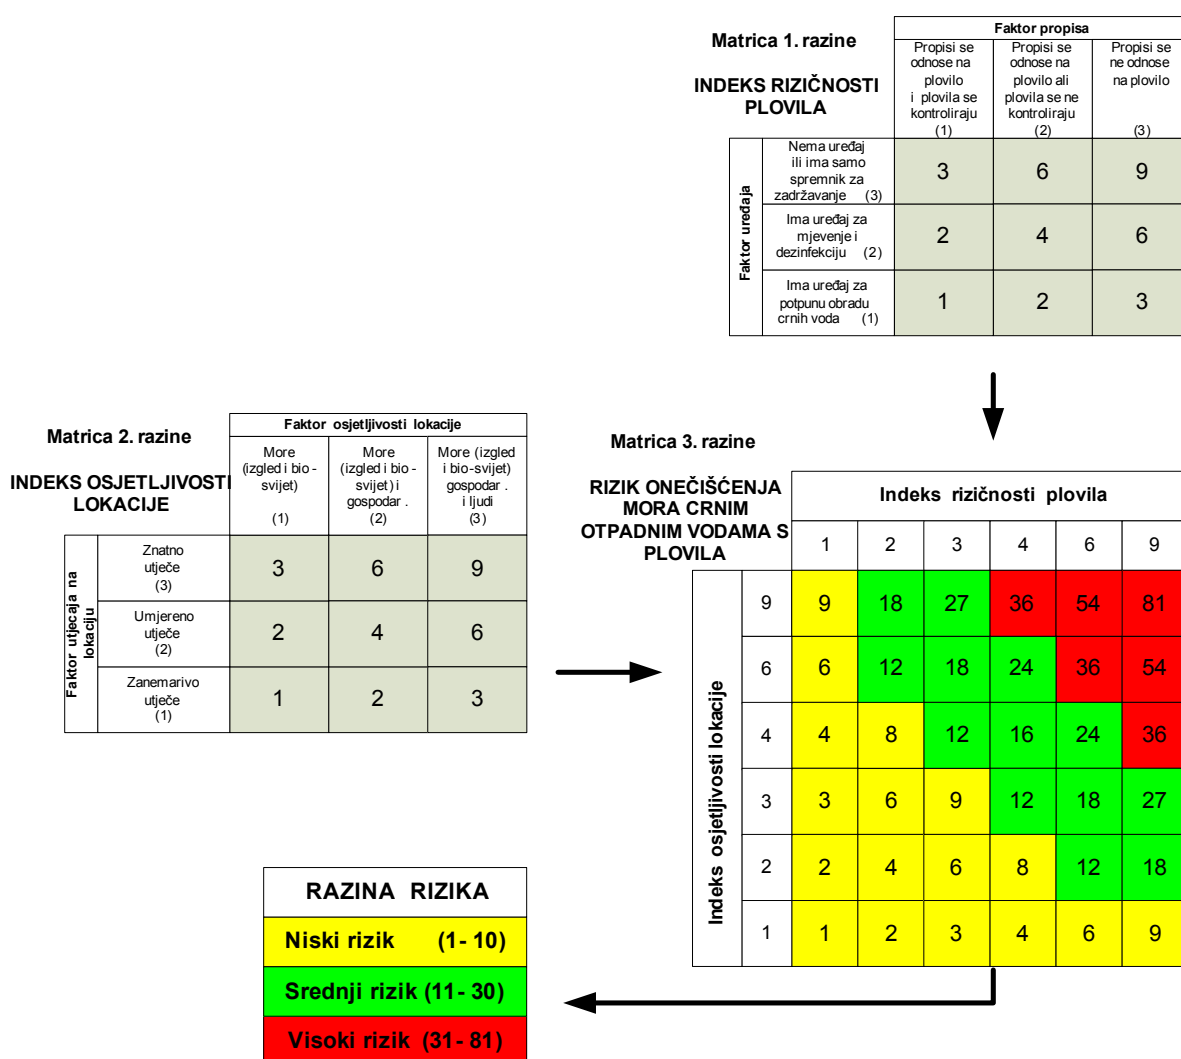 Matrica 1. razine
INDEKS RIZIČNOSTI
PLOVILA
Faktor propisa
Propisi se
odnose na
plovilo
i plovila se
kontroliraju
(1)
Propisi se
odnose na
plovilo ali
plovila se ne
kontroliraju
(2)
Propisi se
ne odnose
na plovilo
(3)
Faktor uređaja
Nema uređaj
ili ima samo
spremnik za
zadržavanje (3)
3 6 9
Ima uređaj za
mjevenje i
dezinfekciju (2)
2 4 6
Ima uređaj za
potpunu obradu
crnih voda (1)
1 2 3
Matrica 2. razine
INDEKS OSJETLJIVOSTI
LOKACIJE
Faktor osjetljivosti lokacije
More
(izgled i bio-
svijet)
(1)
More
(izgled i bio-
svijet) i
gospodar.
(2)
More (izgled
i bio-svijet)
gospodar.
i ljudi
(3)
Faktor utjecaja na
lokaciju
Znatno
utječe
(3)
3 6 9
Umjereno
utječe
(2)
2 4 6
Zanemarivo
utječe
(1)
1 2 3
Matrica 3. razine
RIZIK ONEČIŠĆENJA
MORA CRNIM
OTPADNIM VODAMA S
PLOVILA
Indeks rizičnosti plovila
1 2 3 4 6 9
Indeks osjetljivosti lokacije
9 9 18 27 36 54 81
6 6 12 18 24 36 54
4 4 8 12 16 24 36
3 3 6 9 12 18 27
2 2 4 6 8 12 18
1 1 2 3 4 6 9
RAZINA RIZIKA
Niski rizik (1- 10)
Srednji rizik (11- 30)
Visoki rizik (31- 81)